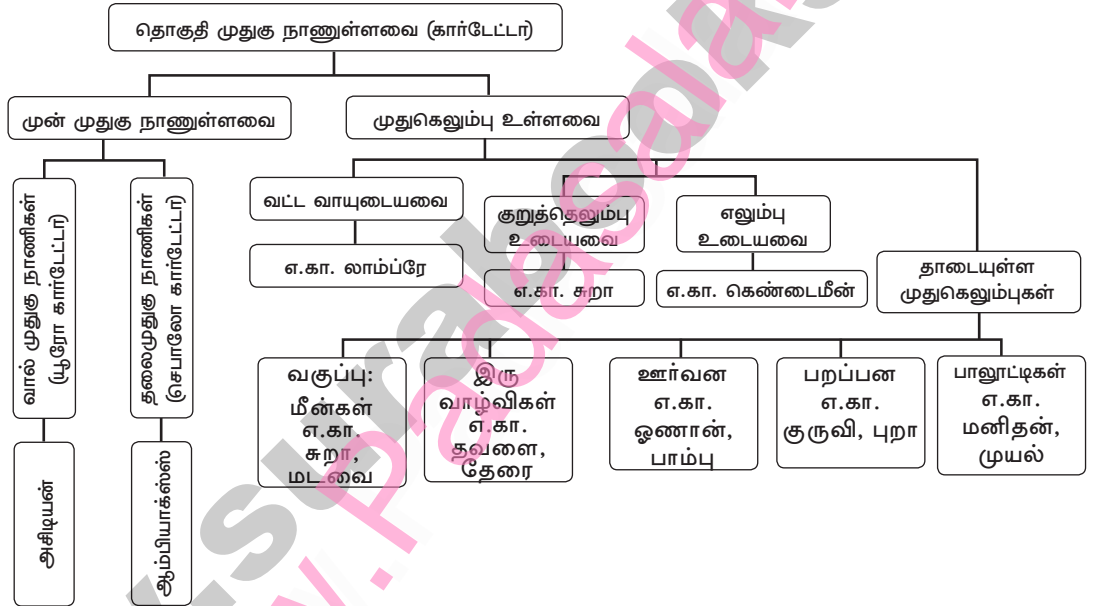 தொகுதி முதுகு நாணுள்ளவை (கார்டேட்டா)
முன் முதுகு நாணுள்ளவை
முதுகெலும்பு உள்ளவை
வால் முதுகு நாணிகள்
(யூரோ கார்டேட்டா)
தலைமுதுகு நாணிகள்
(செபாலோ கார்டேட்டா)
வட்ட வாயுடையவை
குறுத்தெலும்பு
உடையவை
எலும்பு
உடையவை
தாடையுள்ள
முதுகெலும்புகள்
எ.கா. லாம்ப்ரே
எ.கா. சுறா
எ.கா. கெண்டைமீன்
வகுப்பு:
மீன்கள்
எ.கா.
சுறா,
மடவை
இரு
வாழ்விகள்
எ.கா.
தவளை,
தேரை
ஊர்வன
எ.கா.
ஓணான்,
பாம்பு
பறப்பன
எ.கா.
குருவி, புறா
பாலூட்டிகள்
எ.கா.
மனிதன்,
முயல்
அசிடியன்
ஆம்பியாக்ஸ்ஸ்